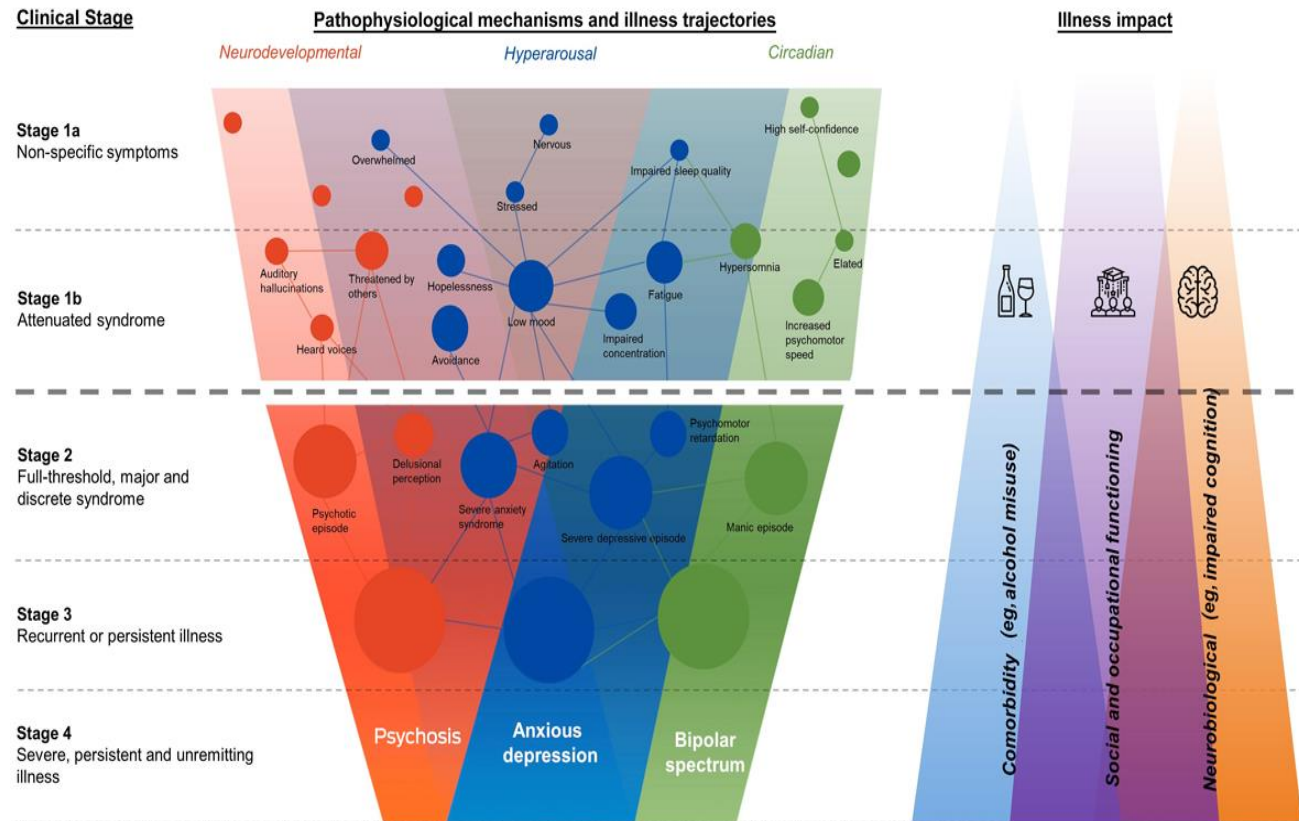 Clinical Stage
Pathophysiological mechanisms and illness trajectories
Illness impact
Neurodevelopmental
Hyperarousal
Circadian
Stage 1a
Non-specific symptoms
Overwhelmed
Nervous
Stressed
Impaired sleep quality
High self-confidence
Stage 1b
Attenuated syndrome
Auditory
hallucinations
Threatened by
others
Heard voices
Hopelessness
Avoidance
Low mood
Fatigue
Impaired
concentration
Hypersomnia
Elated
Increased
psychomotor
speed
Stage 2
Full-threshold, major and
discrete syndrome
Psychotic
episode
Delusional
perception
Severe anxiety
syndrome
Agitation
Psychomotor
retardation
Severe depressive episode
Manic episode
Stage 3
Recurrent or persistent illness
Stage 4
Severe, persistent and unremitting
illness
Psychosis
Anxious
depression
Bipolar
spectrum
Comorbidity (eg, alcohol misuse)
Social and occupational functioning
Neurobiological (eg, impaired cognition)